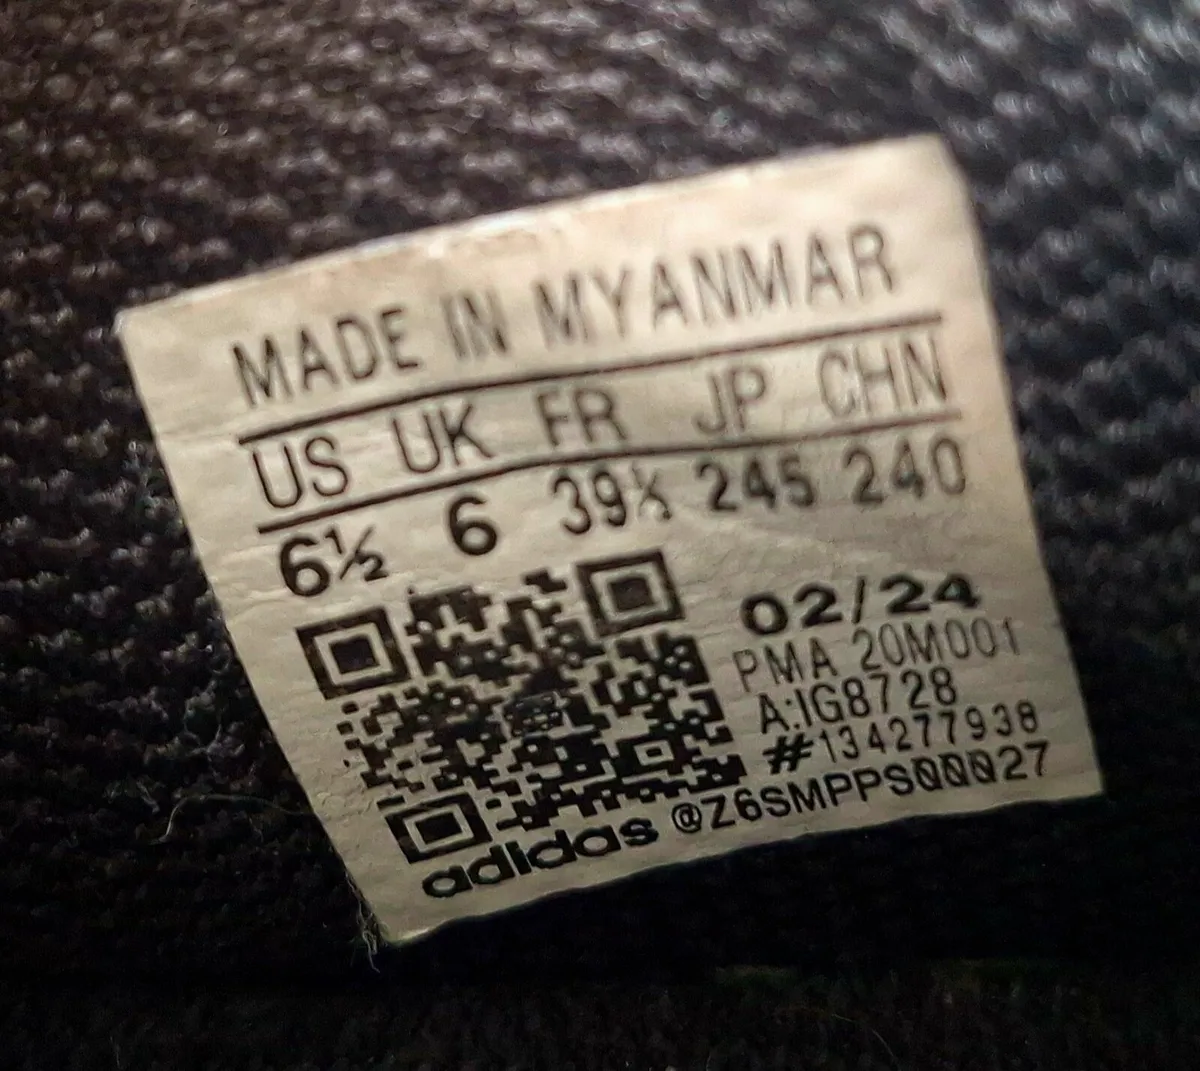 MADE IN MYANMAR
US UK FR JP CHN
6½ 6 39⅓ 245 240
02/24
PMA 20M001
A:IG8728
#134277938
adidas @Z6SMPPS00027